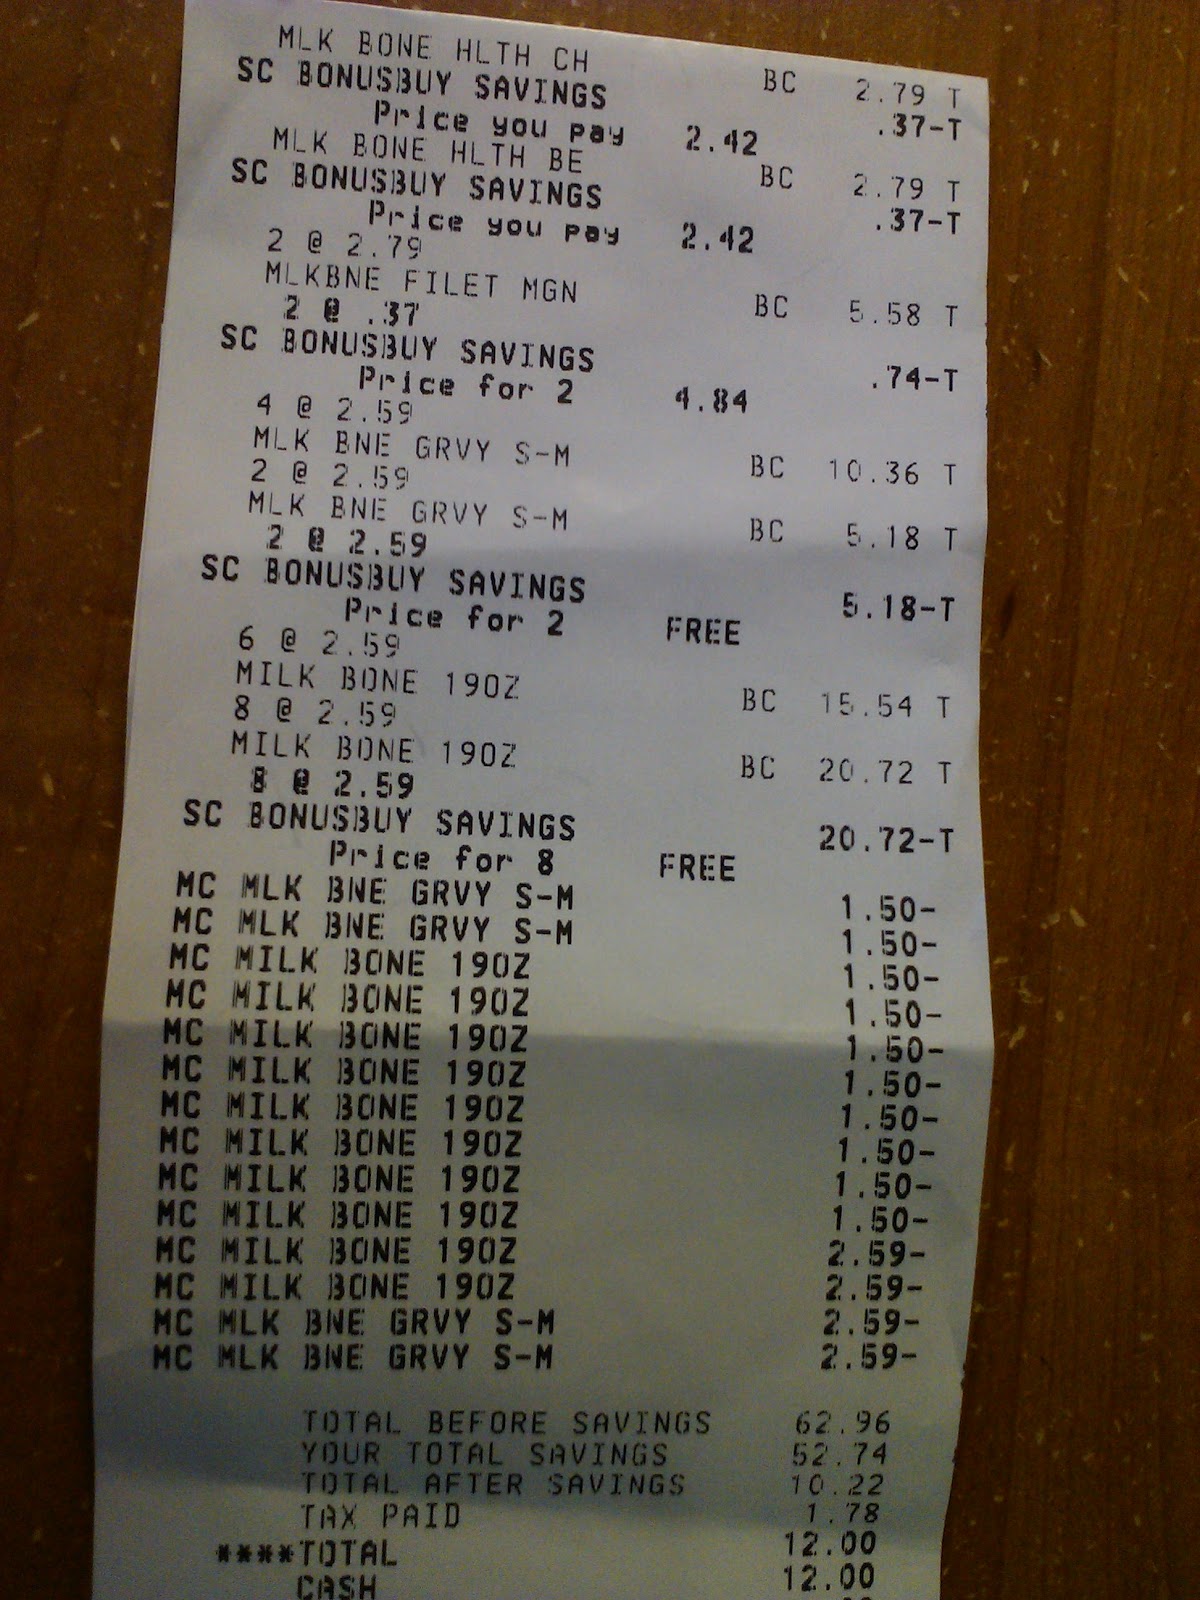 MLK BONE HLTH CH BC 2.79 T
SC BONUSBUY SAVINGS .37-T
Price you pay 2.42
MLK BONE HLTH BE BC 2.79 T
SC BONUSBUY SAVINGS .37-T
Price you pay 2.42
2 @ 2.79
MLKBNE FILET MGN BC 5.58 T
2 @ .37
SC BONUSBUY SAVINGS .74-T
Price for 2 4.84
4 @ 2.59
MLK BNE GRVY S-M BC 10.36 T
2 @ 2.59
MLK BNE GRVY S-M BC 5.18 T
2 @ 2.59
SC BONUSBUY SAVINGS 5.18-T
Price for 2 FREE
6 @ 2.59
MILK BONE 19OZ BC 15.54 T
8 @ 2.59
MILK BONE 19OZ BC 20.72 T
8 @ 2.59
SC BONUSBUY SAVINGS 20.72-T
Price for 8 FREE
MC MLK BNE GRVY S-M 1.50-
MC MLK BNE GRVY S-M 1.50-
MC MILK BONE 19OZ 1.50-
MC MILK BONE 19OZ 1.50-
MC MILK BONE 19OZ 1.50-
MC MILK BONE 19OZ 1.50-
MC MILK BONE 19OZ 1.50-
MC MILK BONE 19OZ 1.50-
MC MILK BONE 19OZ 1.50-
MC MILK BONE 19OZ 1.50-
MC MILK BONE 19OZ 2.59-
MC MILK BONE 19OZ 2.59-
MC MLK BNE GRVY S-M 2.59-
MC MLK BNE GRVY S-M 2.59-
TOTAL BEFORE SAVINGS 62.96
YOUR TOTAL SAVINGS 52.74
TOTAL AFTER SAVINGS 10.22
TAX PAID 1.78
****TOTAL 12.00
CASH 12.00